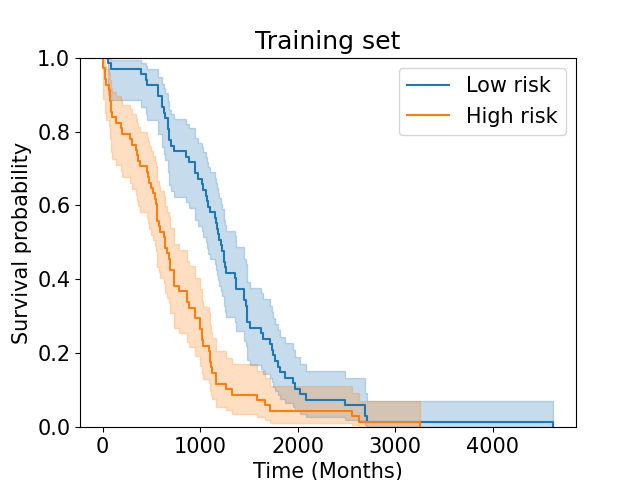 Training set
Low risk
High risk
Survival probability
1.0
0.8
0.6
0.4
0.2
0.0
0 1000 2000 3000 4000
Time (Months)